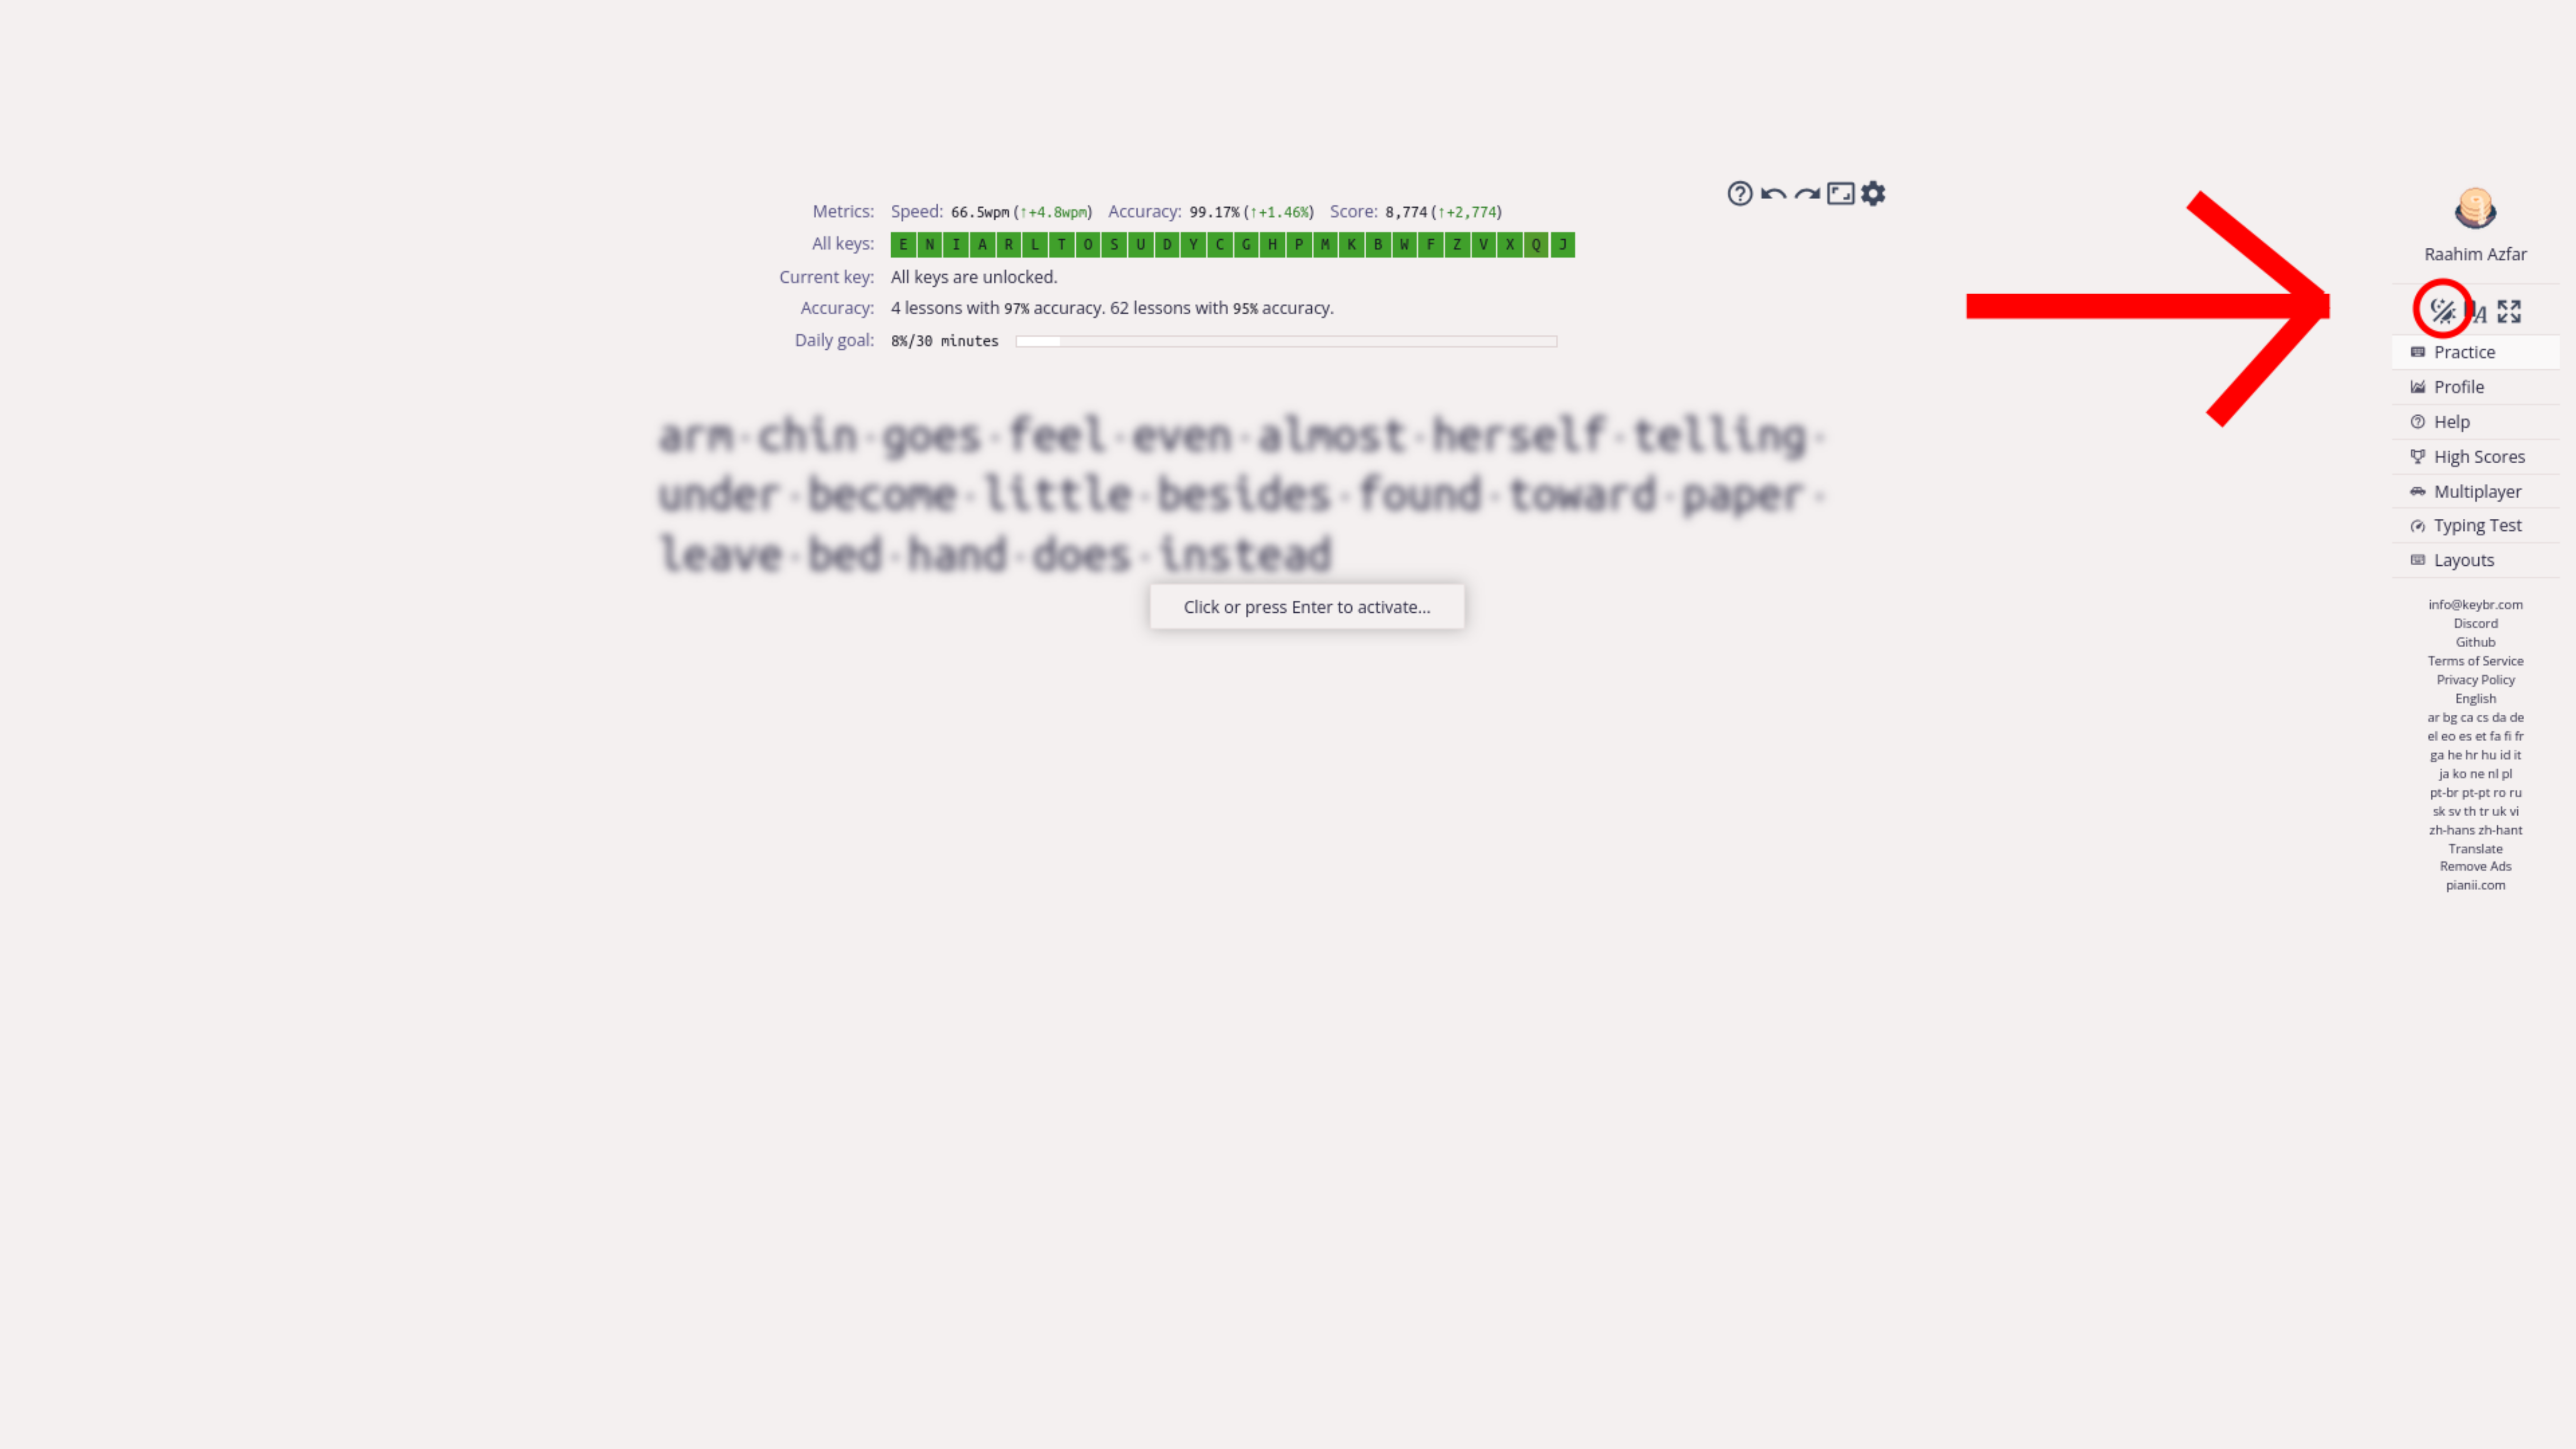 Metrics: Speed: 66.5wpm (↑+4.8wpm) Accuracy: 99.17% (↑+1.46%) Score: 8,774 (↑+2,774)
All keys: E N I A R L T O S U D Y C G H P M K B W F Z V X Q J
Current key: All keys are unlocked.
Accuracy: 4 lessons with 97% accuracy. 62 lessons with 95% accuracy.
Daily goal: 8%/30 minutes
arm·chin·goes·feel·even·almost·herself·telling·
under·become·little·besides·found·toward·paper·
leave·bed·hand·does·instead
Click or press Enter to activate...
Raahim Azfar
Practice
Profile
Help
High Scores
Multiplayer
Typing Test
Layouts
info@keybr.com
Discord
Github
Terms of Service
Privacy Policy
English
ar bg ca cs da de
el eo es et fa fi fr
ga he hr hu id it
ja ko ne nl pl
pt-br pt-pt ro ru
sk sv th tr uk vi
zh-hans zh-hant
Translate
Remove Ads
pianii.com